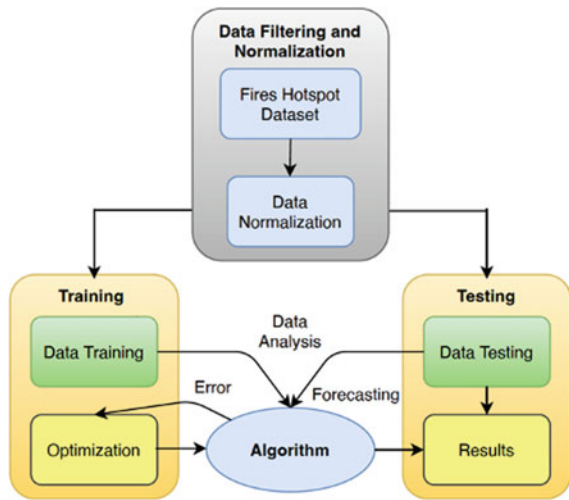 Data Filtering and
Normalization
Fires Hotspot
Dataset
Data
Normalization
Training
Testing
Data Training
Data
Analysis
Data Testing
Error
Forecasting
Optimization
Algorithm
Results